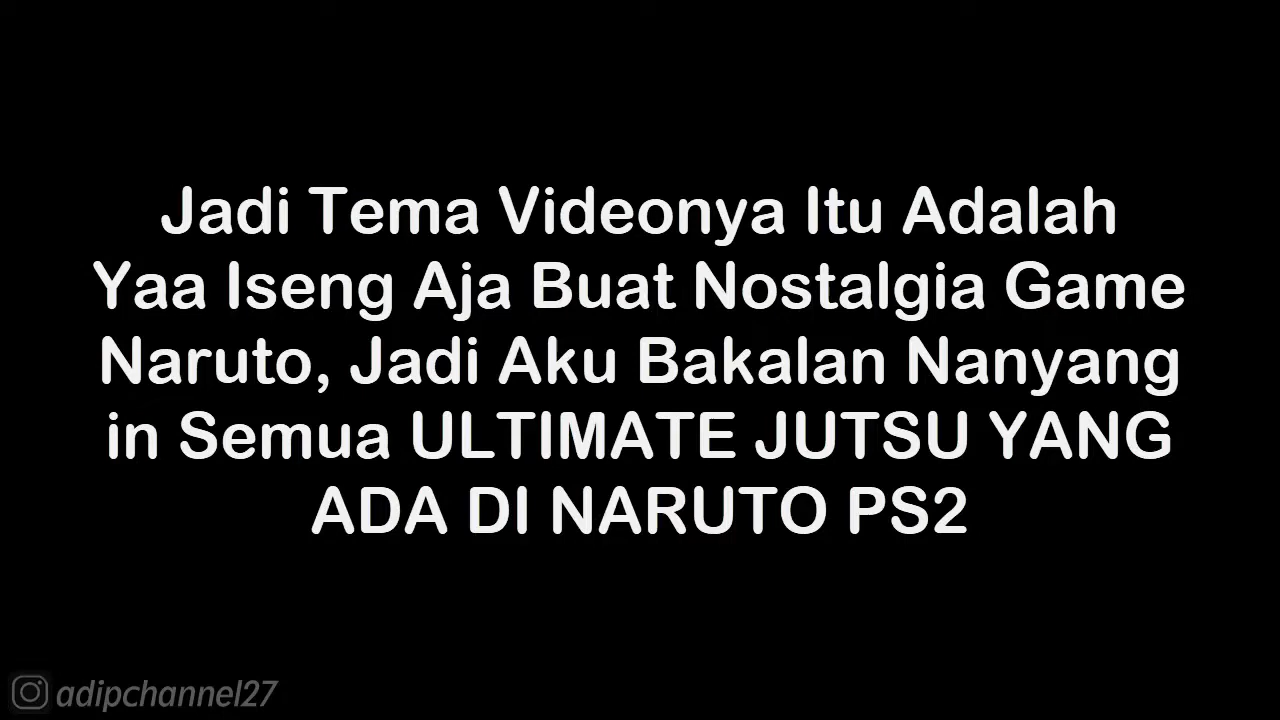 Jadi Tema Videonya Itu Adalah
Yaa Iseng Aja Buat Nostalgia Game
Naruto, Jadi Aku Bakalan Nanyang
in Semua ULTIMATE JUTSU YANG
ADA DI NARUTO PS2
adipchannel27